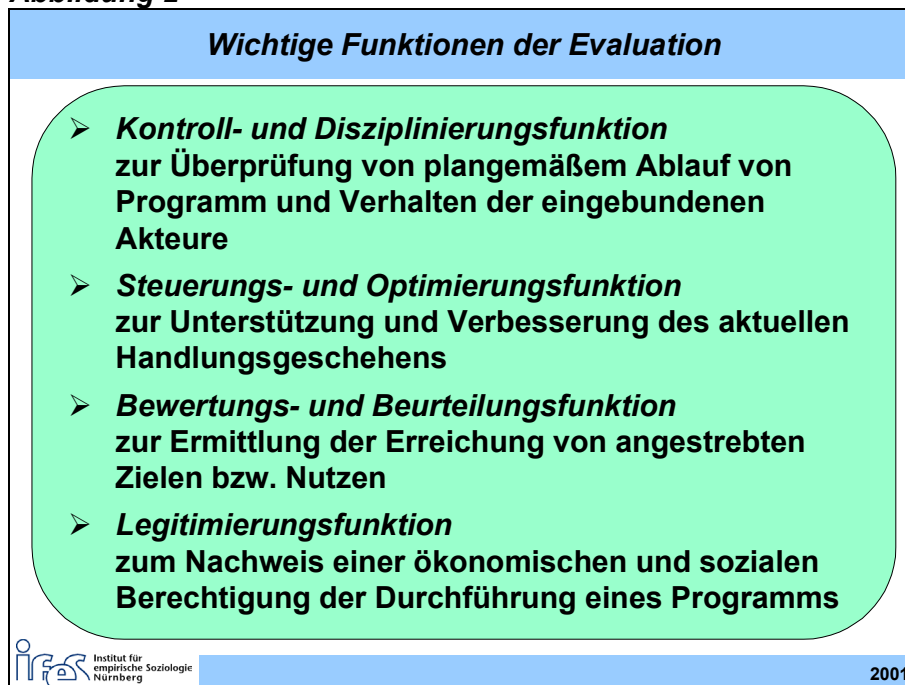 Wichtige Funktionen der Evaluation
➢ Kontroll- und Disziplinierungsfunktion
zur Überprüfung von plangemäßem Ablauf von
Programm und Verhalten der eingebundenen
Akteure
➢ Steuerungs- und Optimierungsfunktion
zur Unterstützung und Verbesserung des aktuellen
Handlungsgeschehens
➢ Bewertungs- und Beurteilungsfunktion
zur Ermittlung der Erreichung von angestrebten
Zielen bzw. Nutzen
➢ Legitimierungsfunktion
zum Nachweis einer ökonomischen und sozialen
Berechtigung der Durchführung eines Programms
ifes
Institut für
empirische Soziologie
Nürnberg
2001